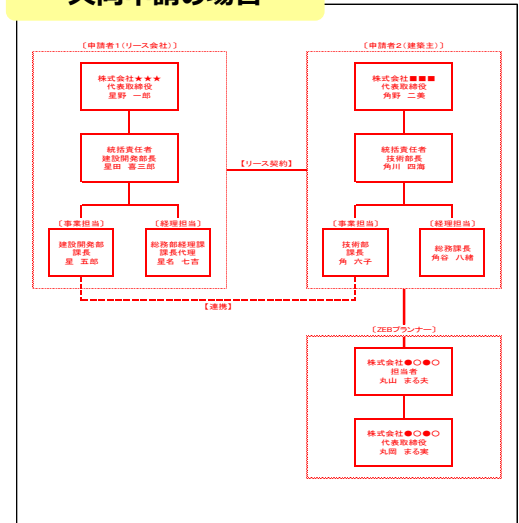 共同申請の場合
〔申請者1(リース会社)〕
株式会社★★★
代表取締役
星野 一郎
統括責任者
建設開発部長
星田 喜三郎
〔事業担当〕
建設開発部
課長
星 五郎
〔経理担当〕
総務部経理課
課長代理
星名 七吉
【リース契約】
〔申請者2(建築主)〕
株式会社■■■
代表取締役
角野 二美
統括責任者
技術部長
角川 四海
〔事業担当〕
技術部
課長
角 六子
〔経理担当〕
総務課長
角谷 八緒
【連携】
〔ZEBプランナー〕
株式会社●○●○
担当者
丸山 まる夫
株式会社●○●○
代表取締役
丸岡 まる実